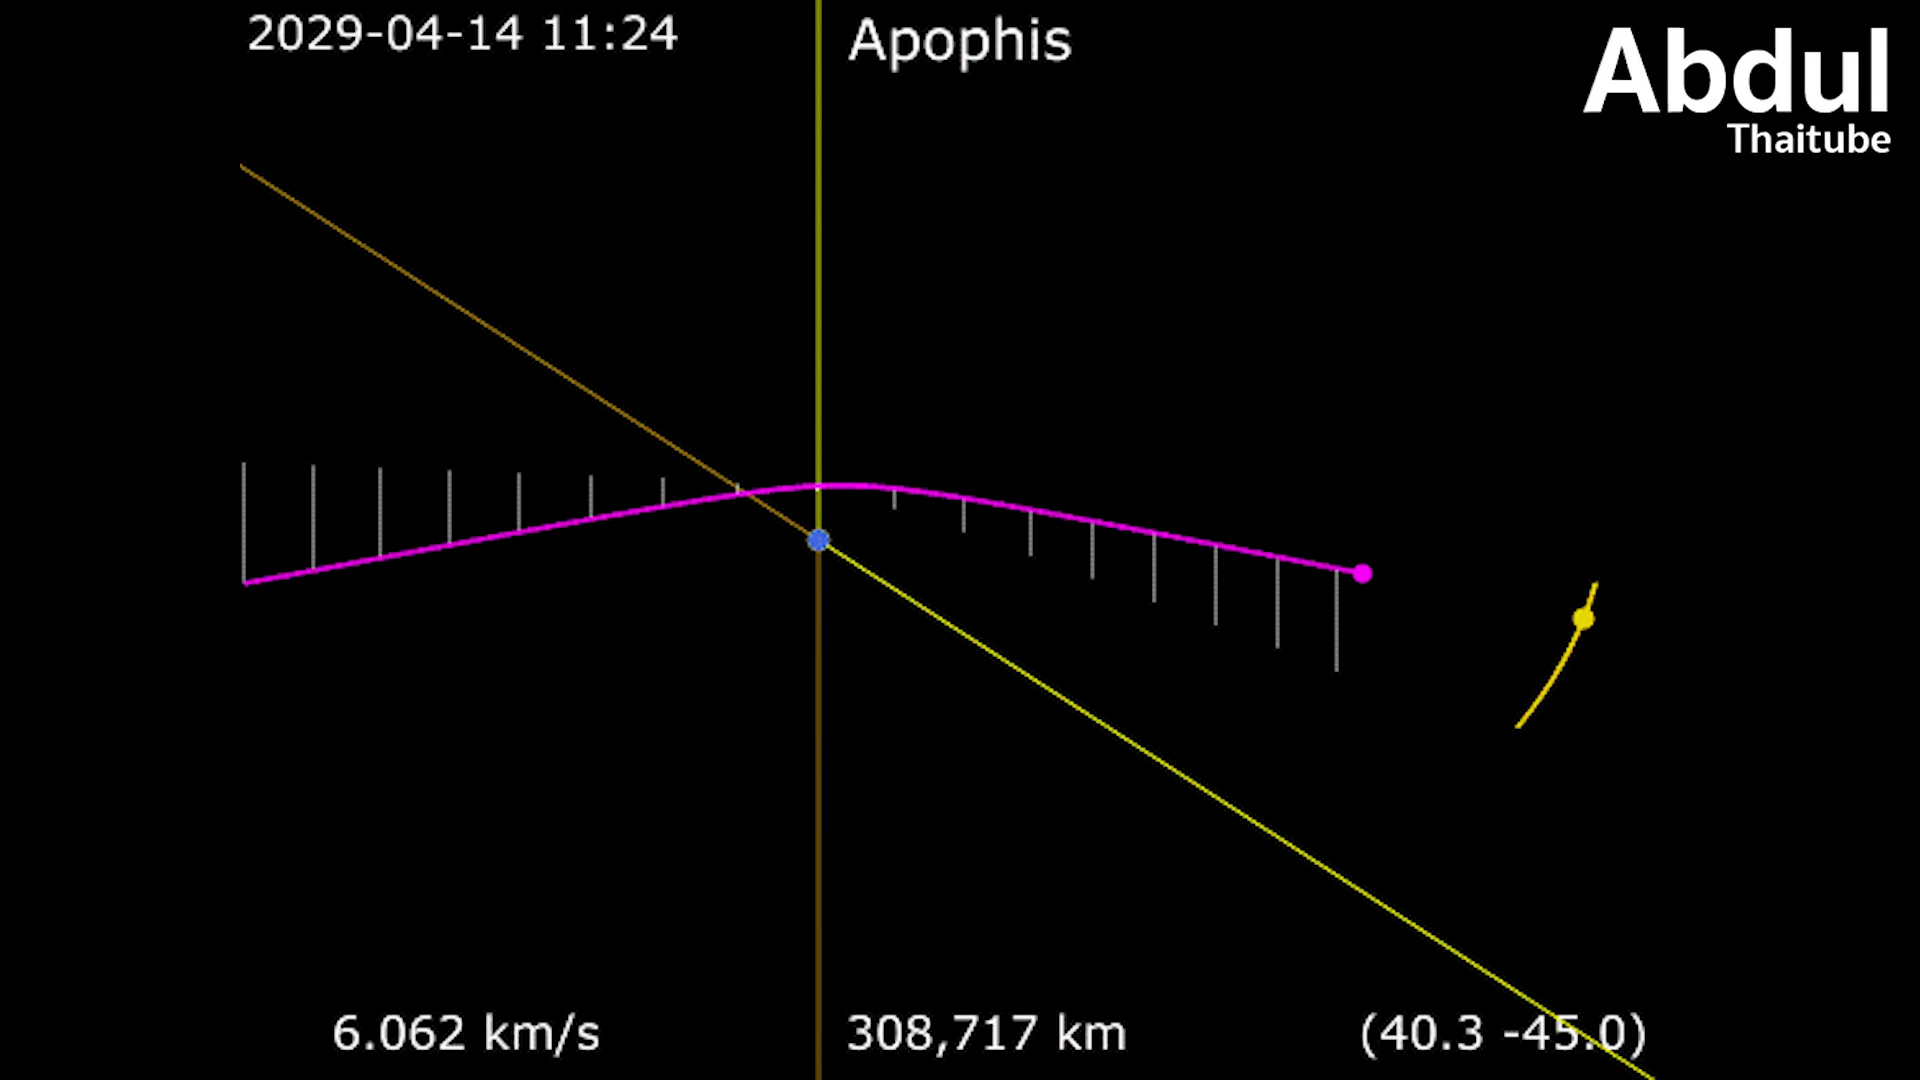 2029-04-14 11:24
Apophis
Abdul
Thaitube
6.062 km/s
308,717 km
(40.3 -45.0)